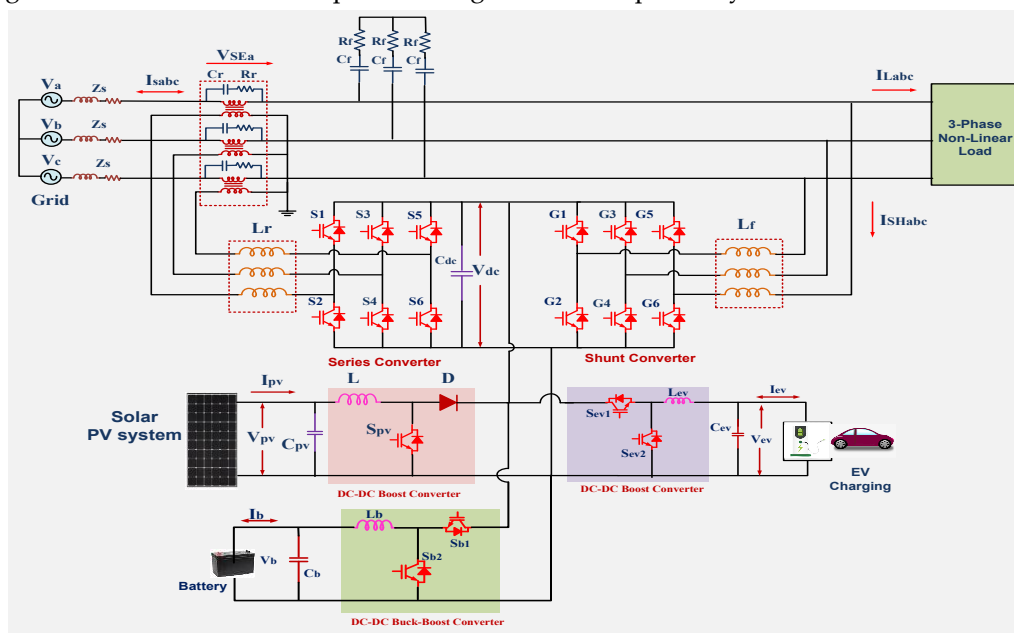 Rf
Rf
Rf
Cf
Cf
Cf
VSEa
Isabc
Cr
Rr
ILabc
Va
Zs
Vb
Zs
Vc
Zs
Grid
3-Phase
Non-Linear
Load
S1
S3
S5
G1
G3
G5
ISHabc
Lr
Lf
Cdc
Vdc
S2
S4
S6
G2
G4
G6
Series Converter
Shunt Converter
Ipv
L
D
Lev
Iev
Solar
PV system
Sev1
Vpv
Cpv
Spv
Sev2
Cev
Vev
EV
Charging
DC-DC Boost Converter
DC-DC Boost Converter
Ib
Lb
Sb1
Vb
Cb
Sb2
Battery
DC-DC Buck-Boost Converter